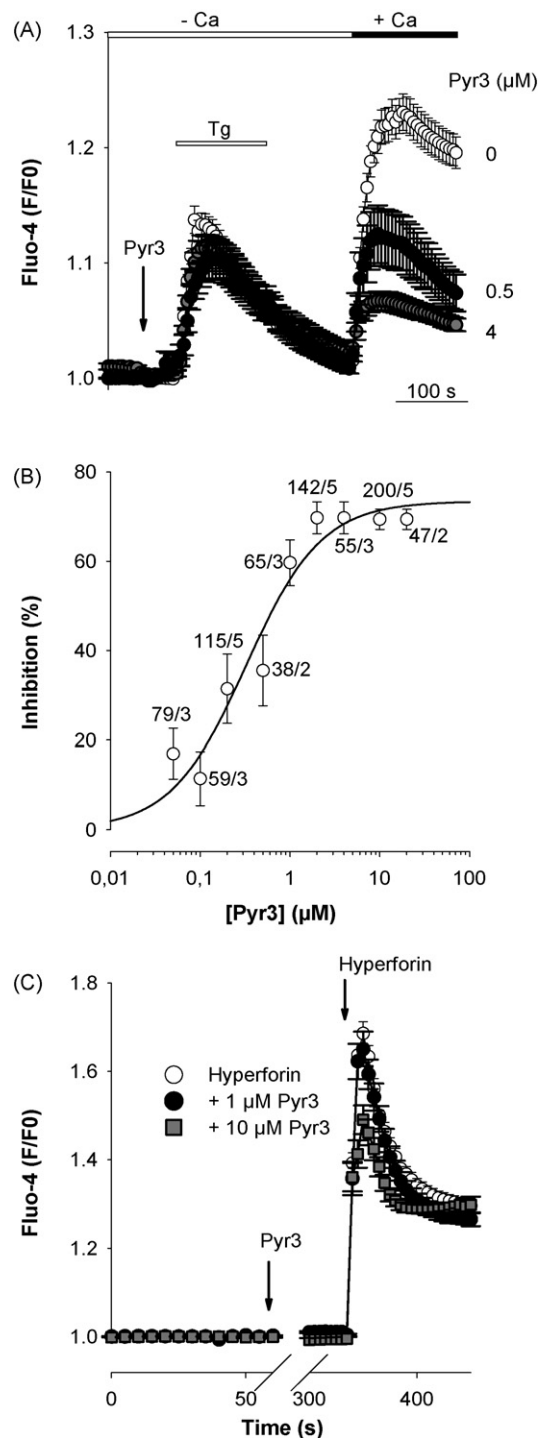 (A)
- Ca + Ca
1.3
Pyr3 (µM)
1.2
Tg
0
Fluo-4 (F/F0)
Pyr3
1.1
0.5
4
1.0
100 s
(B)
80
142/5 200/5
65/3 55/3 47/2
60
Inhibition (%)
115/5
40
38/2
79/3
20
59/3
0
0,01 0,1 1 10 100
[Pyr3] (µM)
Hyperforin
(C)
1.8
Hyperforin
+ 1 µM Pyr3
+ 10 µM Pyr3
1.6
Fluo-4 (F/F0)
1.4
Pyr3
1.2
1.0
0 50 300 400
Time (s)